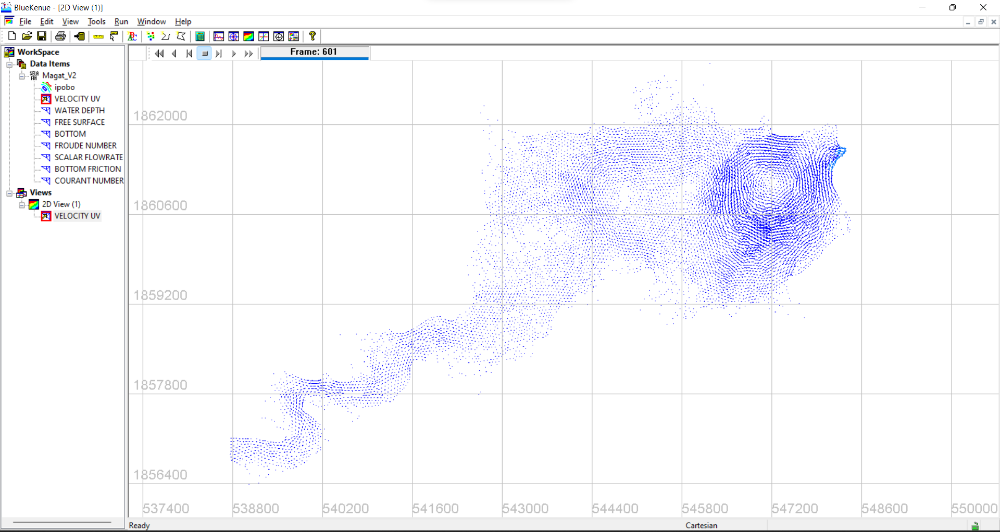 BlueKenue - [2D View (1)]
File Edit View Tools Run Window Help
WorkSpace
Data Items
SELA
FIN
Magat_V2
ipobo
VELOCITY UV
WATER DEPTH
FREE SURFACE
BOTTOM
FROUDE NUMBER
SCALAR FLOWRATE
BOTTOM FRICTION
COURANT NUMBER
Views
2D View (1)
VELOCITY UV
Frame: 601
1862000
1860600
1859200
1857800
1856400
537400 538800 540200 541600 543000 544400 545800 547200 548600 550000
Ready Cartesian